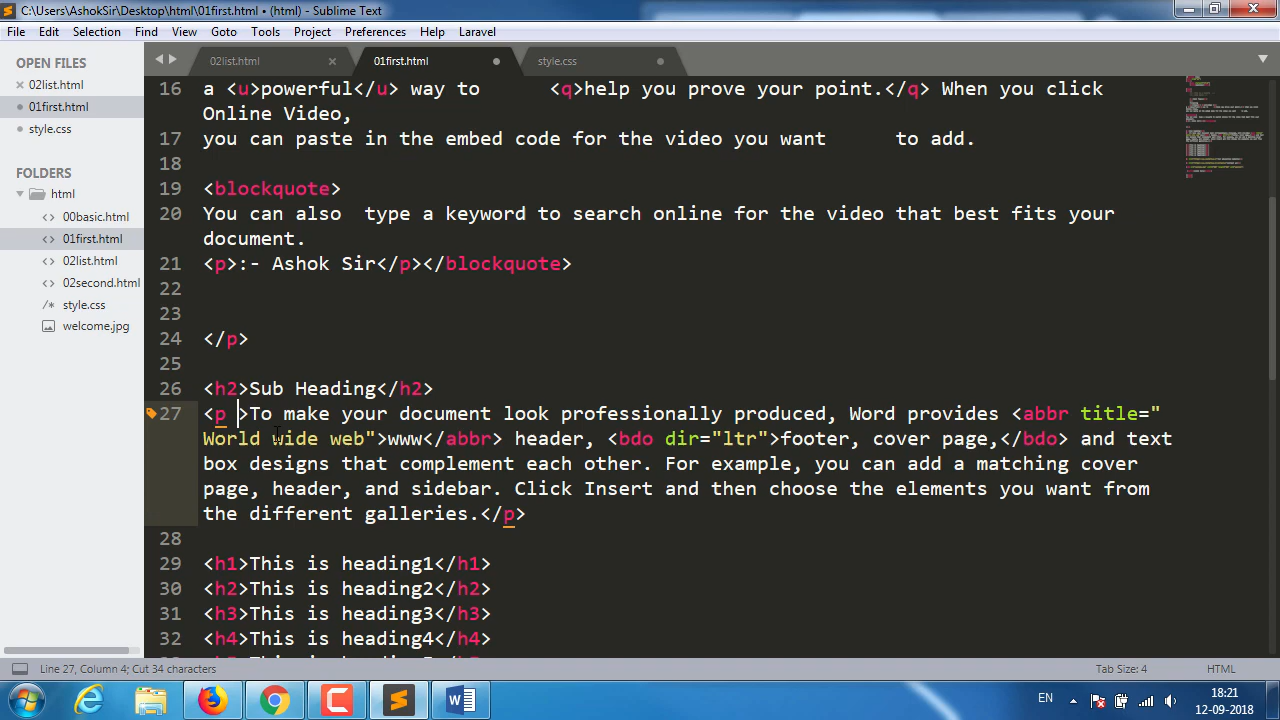 C:\Users\AshokSir\Desktop\html\01first.html • (html) - Sublime Text
File Edit Selection Find View Goto Tools Project Preferences Help Laravel
OPEN FILES
02list.html
01first.html
style.css
FOLDERS
html
00basic.html
01first.html
02list.html
02second.html
style.css
welcome.jpg
02list.html 01first.html style.css
16 a <u>powerful</u> way to <q>help you prove your point.</q> When you click
Online Video,
17 you can paste in the embed code for the video you want to add.
18
19 <blockquote>
20 You can also type a keyword to search online for the video that best fits your
document.
21 <p>:- Ashok Sir</p></blockquote>
22
23
24 </p>
25
26 <h2>Sub Heading</h2>
27 <p >To make your document look professionally produced, Word provides <abbr title="
World wide web">www</abbr> header, <bdo dir="ltr">footer, cover page,</bdo> and text
box designs that complement each other. For example, you can add a matching cover
page, header, and sidebar. Click Insert and then choose the elements you want from
the different galleries.</p>
28
29 <h1>This is heading1</h1>
30 <h2>This is heading2</h2>
31 <h3>This is heading3</h3>
32 <h4>This is heading4</h4>
Line 27, Column 4; Cut 34 characters Tab Size: 4 HTML
EN 18:21
12-09-2018